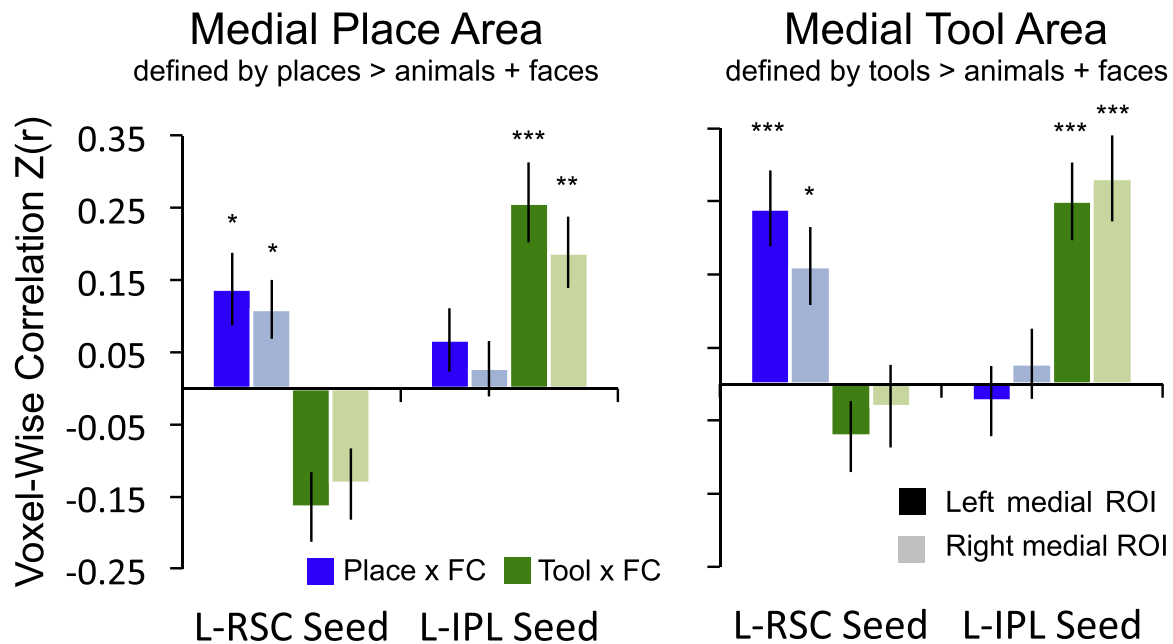 Medial Place Area
defined by places > animals + faces
Medial Tool Area
defined by tools > animals + faces
Voxel-Wise Correlation Z(r)
0.35
0.25
0.15
0.05
-0.05
-0.15
-0.25
*
*
***
**
***
*
***
***
Place x FC
Tool x FC
Left medial ROI
Right medial ROI
L-RSC Seed
L-IPL Seed
L-RSC Seed
L-IPL Seed